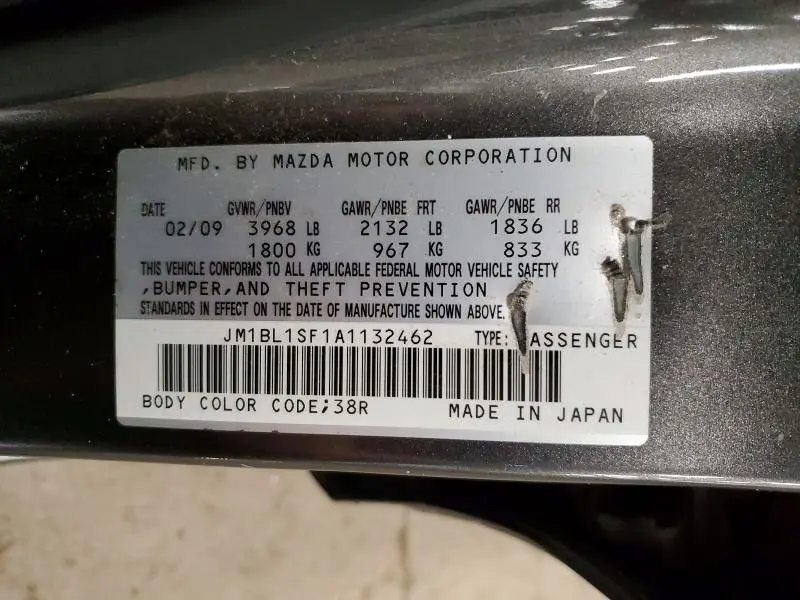 MFD. BY MAZDA MOTOR CORPORATION
DATE GVWR/PNBV GAWR/PNBE FRT GAWR/PNBE RR
02/09 3968 LB 2132 LB 1836 LB
1800 KG 967 KG 833 KG
THIS VEHICLE CONFORMS TO ALL APPLICABLE FEDERAL MOTOR VEHICLE SAFETY
,BUMPER,AND THEFT PREVENTION
STANDARDS IN EFFECT ON THE DATE OF MANUFACTURE SHOWN ABOVE.
JM1BL1SF1A1132462 TYPE: PASSENGER
BODY COLOR CODE;38R MADE IN JAPAN